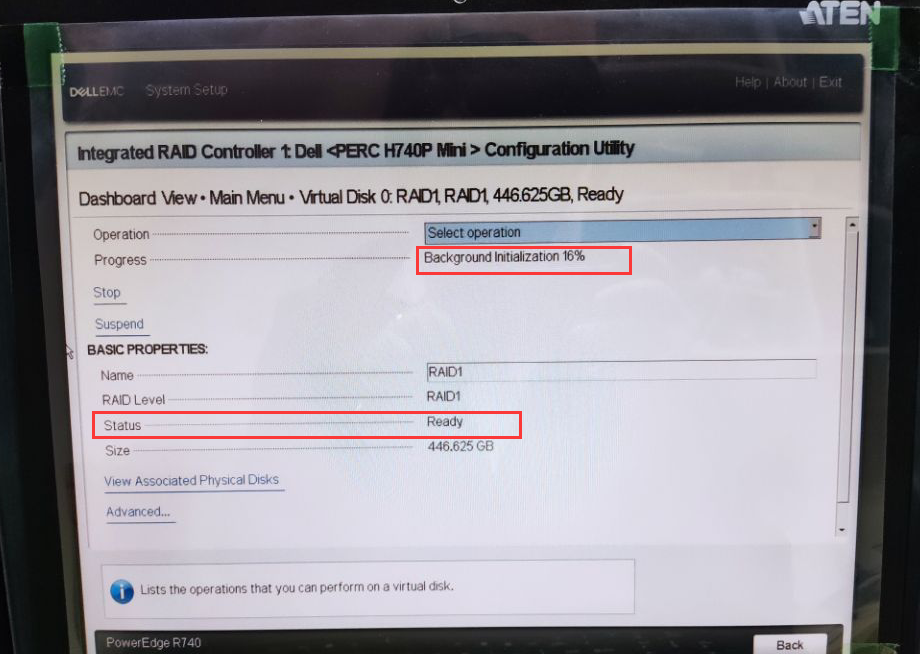 ATEN
DELLEMC System Setup
Help | About | Exit
Integrated RAID Controller 1: Dell <PERC H740P Mini> Configuration Utility
Dashboard View • Main Menu • Virtual Disk 0: RAID1, RAID1, 446.625GB, Ready
Operation Select operation
Progress Background Initialization 16%
Stop
Suspend
BASIC PROPERTIES:
Name RAID1
RAID Level RAID1
Status Ready
Size 446.625 GB
View Associated Physical Disks
Advanced...
Lists the operations that you can perform on a virtual disk.
PowerEdge R740
Back